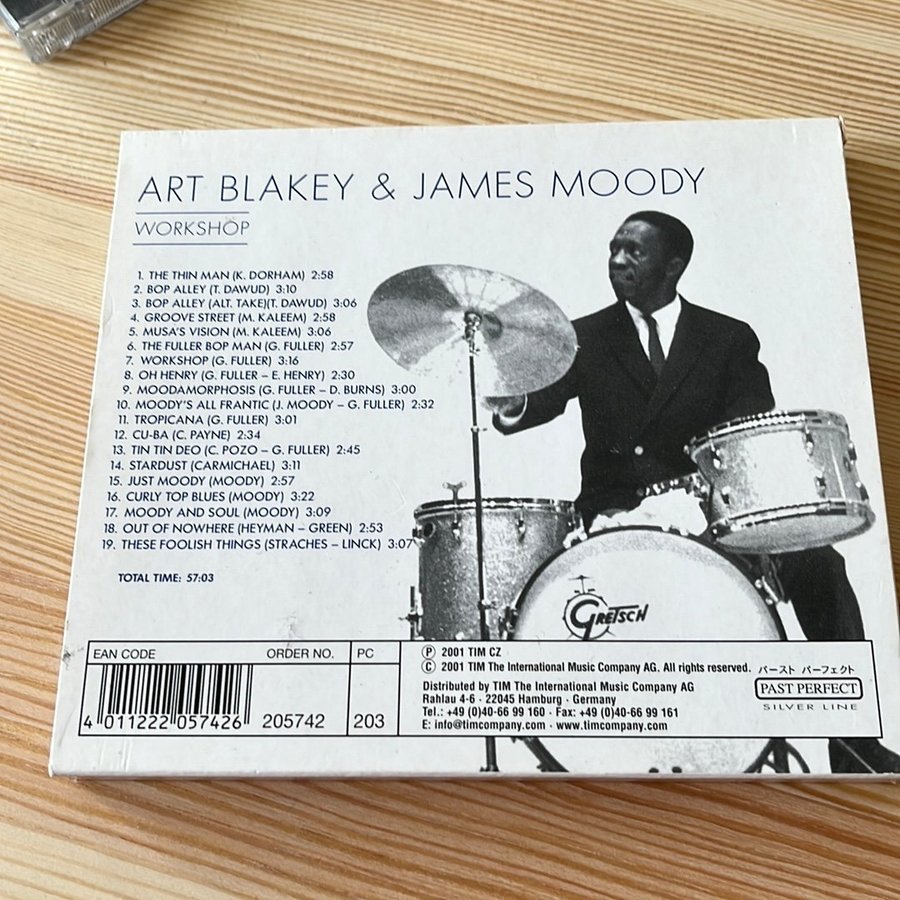 ART BLAKEY & JAMES MOODY
WORKSHOP
1. THE THIN MAN (K. DORHAM) 2:58
2. BOP ALLEY (T. DAWUD) 3:10
3. BOP ALLEY (ALT. TAKE)(T. DAWUD) 3:06
4. GROOVE STREET (M. KALEEM) 2:58
5. MUSA'S VISION (M. KALEEM) 3:06
6. THE FULLER BOP MAN (G. FULLER) 2:57
7. WORKSHOP (G. FULLER) 3:16
8. OH HENRY (G. FULLER – E. HENRY) 2:30
9. MOODAMORPHOSIS (G. FULLER – D. BURNS) 3:00
10. MOODY'S ALL FRANTIC (J. MOODY – G. FULLER) 2:32
11. TROPICANA (G. FULLER) 3:01
12. CU-BA (C. PAYNE) 2:34
13. TIN TIN DEO (C. POZO – G. FULLER) 2:45
14. STARDUST (CARMICHAEL) 3:11
15. JUST MOODY (MOODY) 2:57
16. CURLY TOP BLUES (MOODY) 3:22
17. MOODY AND SOUL (MOODY) 3:09
18. OUT OF NOWHERE (HEYMAN – GREEN) 2:53
19. THESE FOOLISH THINGS (STRACHES – LINCK) 3:07
TOTAL TIME: 57:03
GRETSCH
EAN CODE ORDER NO. PC
4 011222 057426 205742 203
Ⓟ 2001 TIM CZ
© 2001 TIM The International Music Company AG. All rights reserved.
Distributed by TIM The International Music Company AG
Rahlau 4-6 · 22045 Hamburg · Germany
Tel.: +49 (0)40-66 99 160 · Fax: +49 (0)40-66 99 161
E: info@timcompany.com · www.timcompany.com
パースト パーフェクト
PAST PERFECT
SILVER LINE